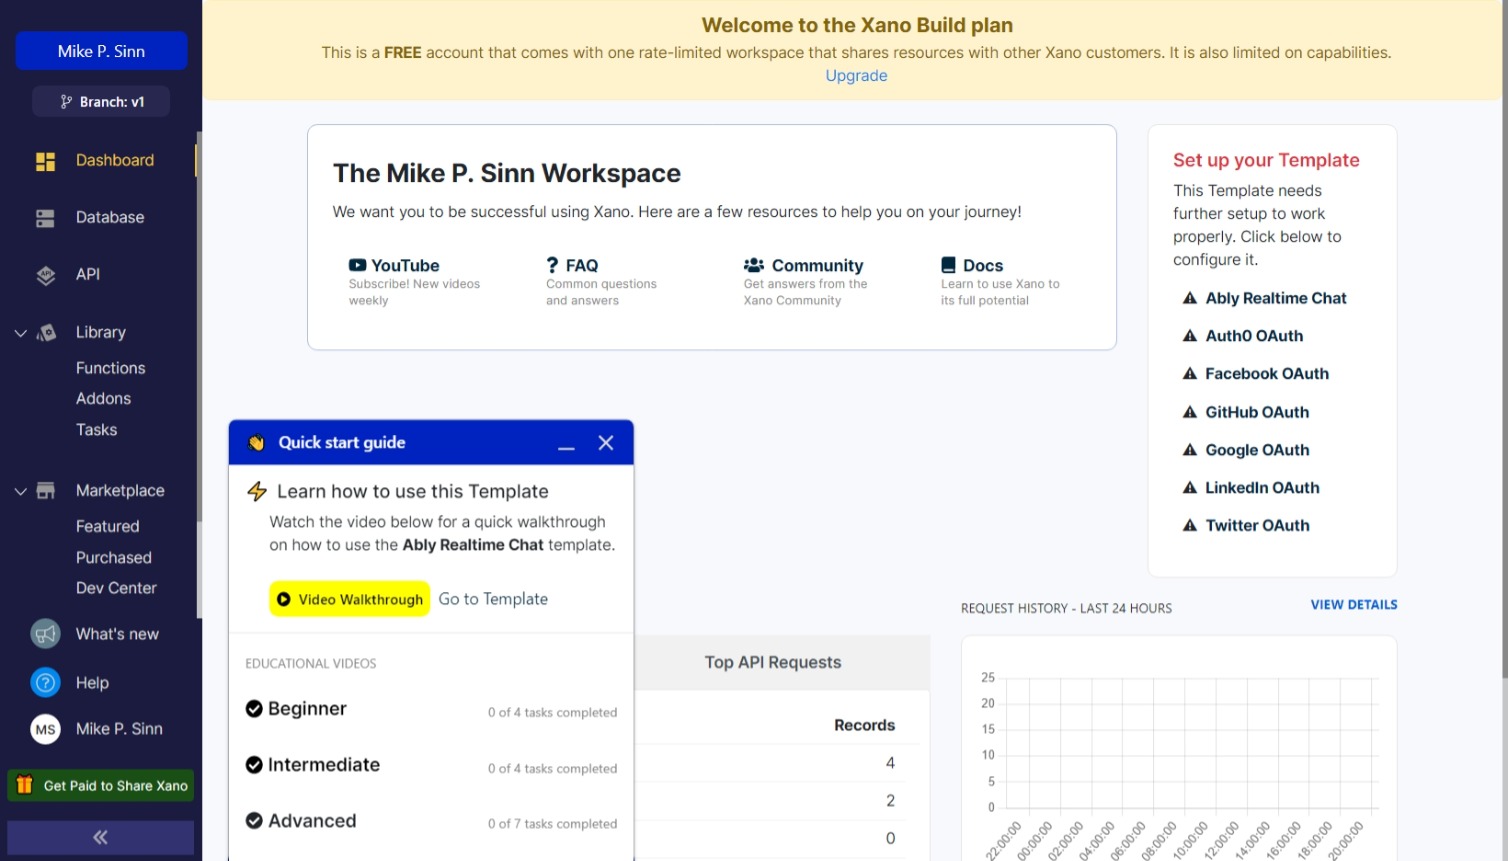 Mike P. Sinn
Branch: v1
Dashboard
Database
API
Library
Functions
Addons
Tasks
Marketplace
Featured
Purchased
Dev Center
What's new
Help
MS
Mike P. Sinn
Get Paid to Share Xano
Welcome to the Xano Build plan
This is a FREE account that comes with one rate-limited workspace that shares resources with other Xano customers. It is also limited on capabilities.
Upgrade
The Mike P. Sinn Workspace
We want you to be successful using Xano. Here are a few resources to help you on your journey!
YouTube
Subscribe! New videos
weekly
FAQ
Common questions
and answers
Community
Get answers from the
Xano Community
Docs
Learn to use Xano to
its full potential
Set up your Template
This Template needs
further setup to work
properly. Click below to
configure it.
Ably Realtime Chat
Auth0 OAuth
Facebook OAuth
GitHub OAuth
Google OAuth
LinkedIn OAuth
Twitter OAuth
Quick start guide
Learn how to use this Template
Watch the video below for a quick walkthrough
on how to use the Ably Realtime Chat template.
Video Walkthrough Go to Template
EDUCATIONAL VIDEOS
Beginner 0 of 4 tasks completed
Intermediate 0 of 4 tasks completed
Advanced 0 of 7 tasks completed
Top API Requests
Records
4
2
0
REQUEST HISTORY - LAST 24 HOURS VIEW DETAILS
25
20
15
10
5
0
22:00:00 00:00:00 02:00:00 04:00:00 06:00:00 08:00:00 10:00:00 12:00:00 14:00:00 16:00:00 18:00:00 20:00:00